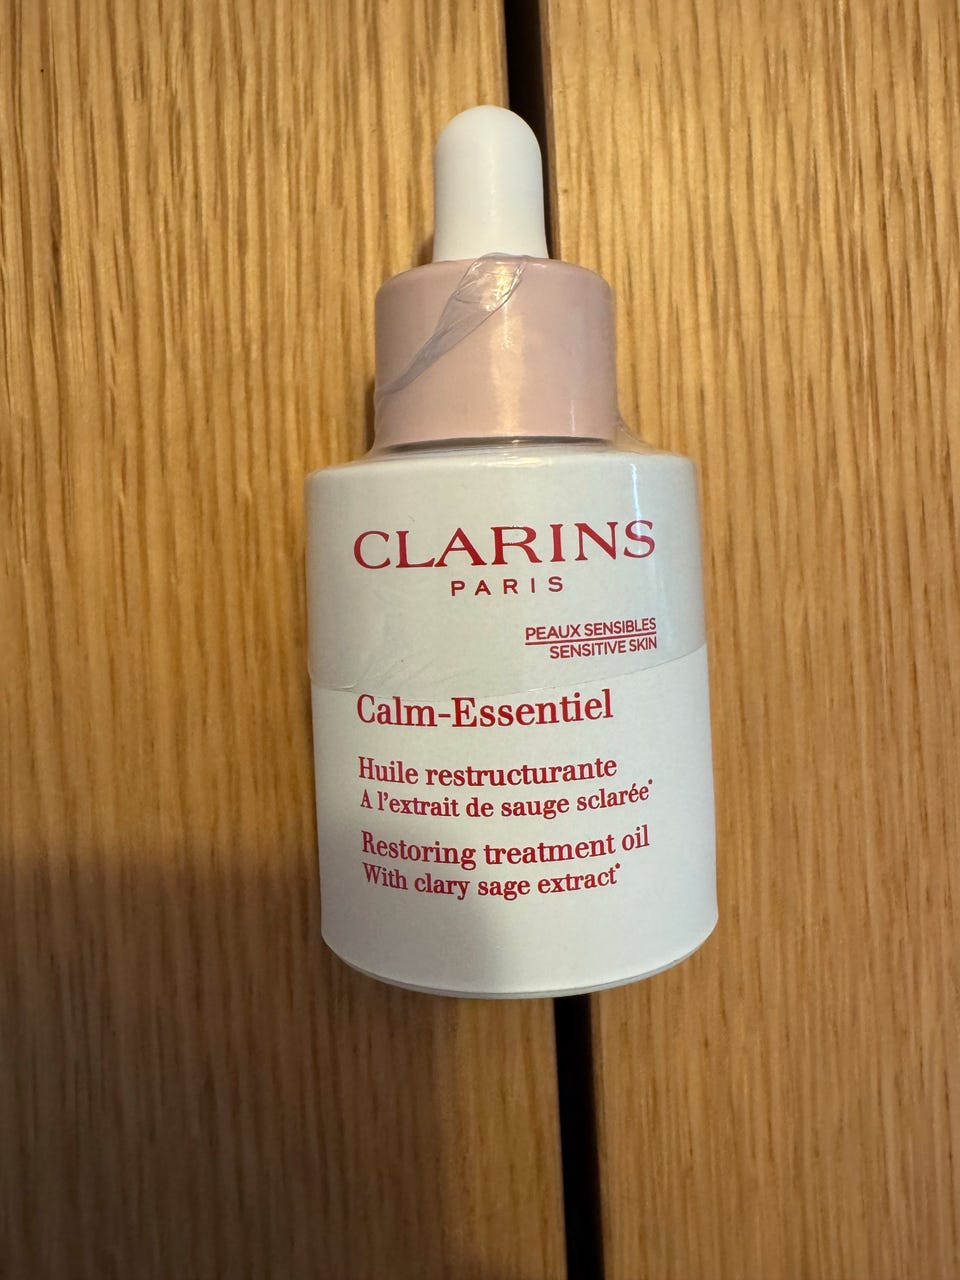 CLARINS
PARIS
PEAUX SENSIBLES
SENSITIVE SKIN
Calm-Essentiel
Huile restructurante
A l'extrait de sauge sclarée*
Restoring treatment oil
With clary sage extract*